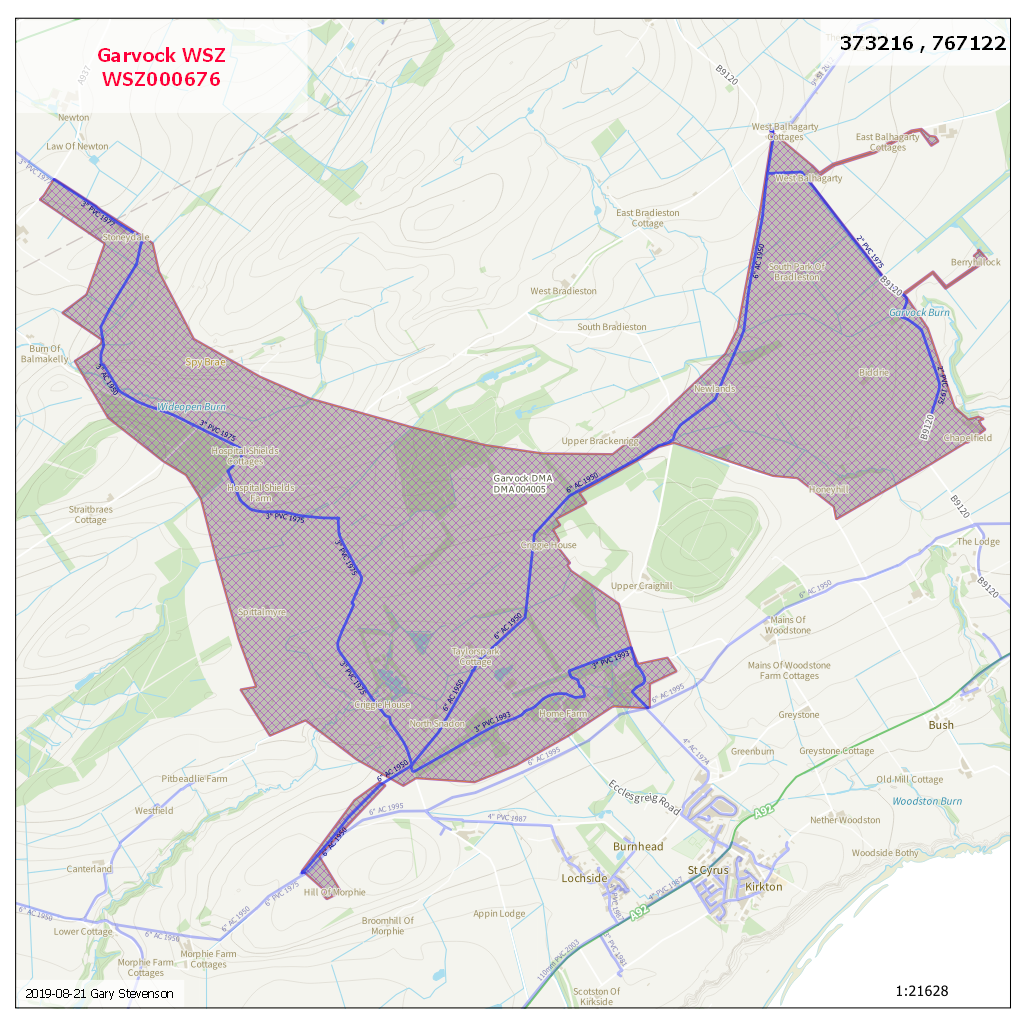 Garvock WSZ
WSZ000676
373216 , 767122
A937
B9120
Newton
Law Of Newton
West Balhagarty
Cottages
East Balhagarty
Cottages
West Balhagarty
3" PVC 1977
Stoneydale
East Bradieston
Cottage
6" AC 1950
2" PVC 1975
South Park Of
Bradieston
Berryhillock
B9120
Garvock Burn
West Bradieston
South Bradieston
Burn Of
Balmakelly
Spy Brae
3" PVC 1980
Biddrie
2" PVC 1975
Newlands
Wideopen Burn
3" PVC 1975
Upper Brackenrigg
B9120
Chapelfield
Hospital Shields
Cottages
Hospital Shields
Farm
Garvock DMA
DMA004005
6" AC 1950
Honeyhill
B9120
Straitbraes
Cottage
3" PVC 1975
3" PVC 1975
Criggie House
The Lodge
Upper Craighill
6" AC 1950
B9120
Spittalmyre
6" AC 1950
Mains Of
Woodstone
Taylorspark
Cottage
3" PVC 1993
3" PVC 1975
Mains Of Woodstone
Farm Cottages
6" AC 1950
6" AC 1995
Criggie House
North Snadon
3" PVC 1993
Home Farm
Greystone
Bush
4" AC 1974
Greenburn
Greystone Cottage
6" AC 1995
6" AC 1950
Pitbeadlie Farm
Old Mill Cottage
Ecclesgreig Road
Woodston Burn
Westfield
6" AC 1995
4" PVC 1987
A92
Nether Woodston
6" AC 1950
Burnhead
Woodside Bothy
Canterland
St Cyrus
Lochside
Kirkton
4" PVC 1987
Hill Of Morphie
6" PVC 1975
6" AC 1950
6" AC 1950
Appin Lodge
A92
Broomhill Of
Morphie
Lower Cottage
6" AC 1950
3" PVC 1981
110mm PVC 2003
Morphie Farm
Cottages
Morphie Farm
Cottages
Scotston Of
Kirkside
2019-08-21 Gary Stevenson
1:21628